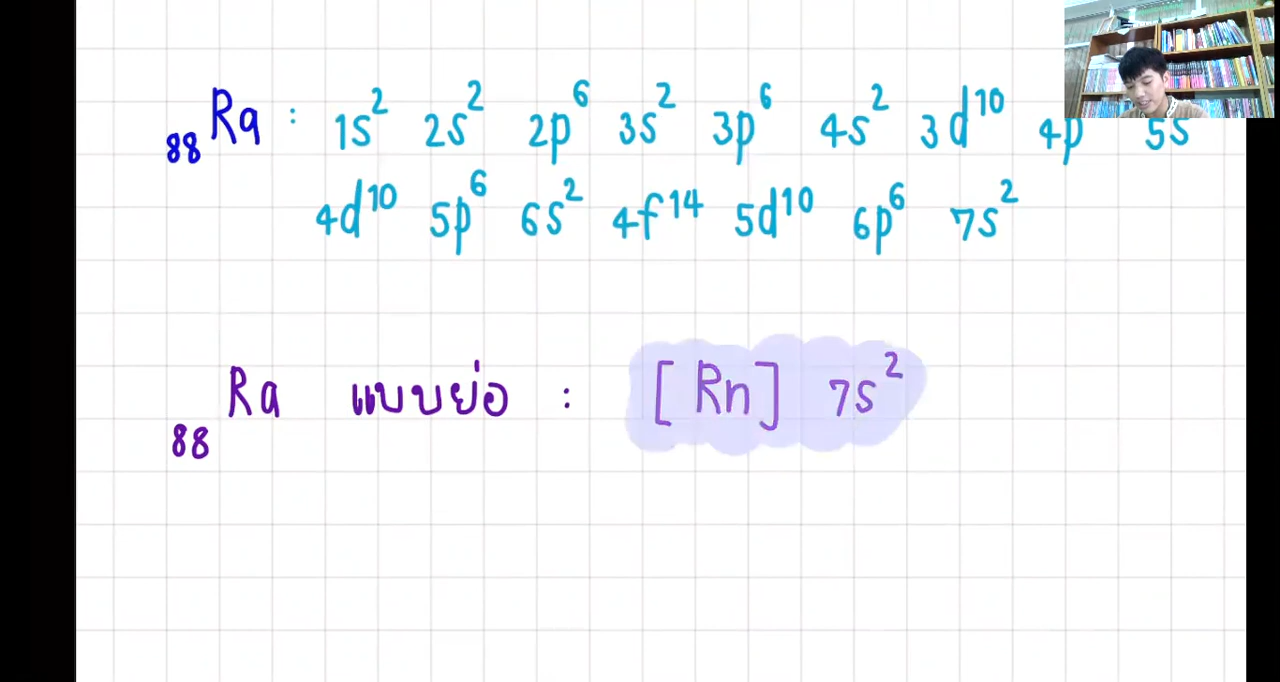 ₈₈Ra : 1s² 2s² 2p⁶ 3s² 3p⁶ 4s² 3d¹⁰ 4p 5s
4d¹⁰ 5p⁶ 6s² 4f¹⁴ 5d¹⁰ 6p⁶ 7s²
₈₈Ra แบบย่อ : [Rn] 7s²